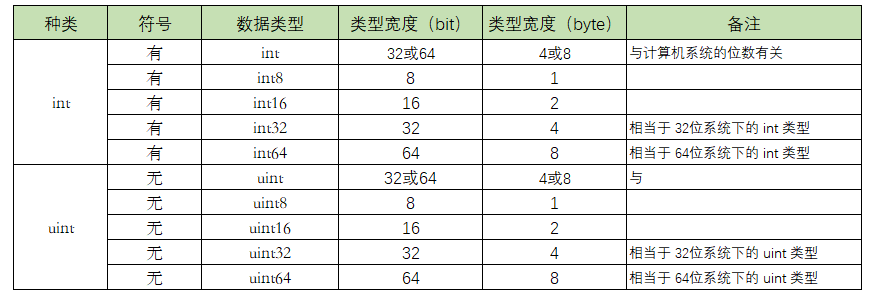 种类 符号 数据类型 类型宽度（bit） 类型宽度（byte） 备注
int 有 int 32或64 4或8 与计算机系统的位数有关
有 int8 8 1
有 int16 16 2
有 int32 32 4 相当于 32位系统下的 int 类型
有 int64 64 8 相当于 64位系统下的 int 类型
uint 无 uint 32或64 4或8 与
无 uint8 8 1
无 uint16 16 2
无 uint32 32 4 相当于 32位系统下的 uint 类型
无 uint64 64 8 相当于 64位系统下的 uint 类型